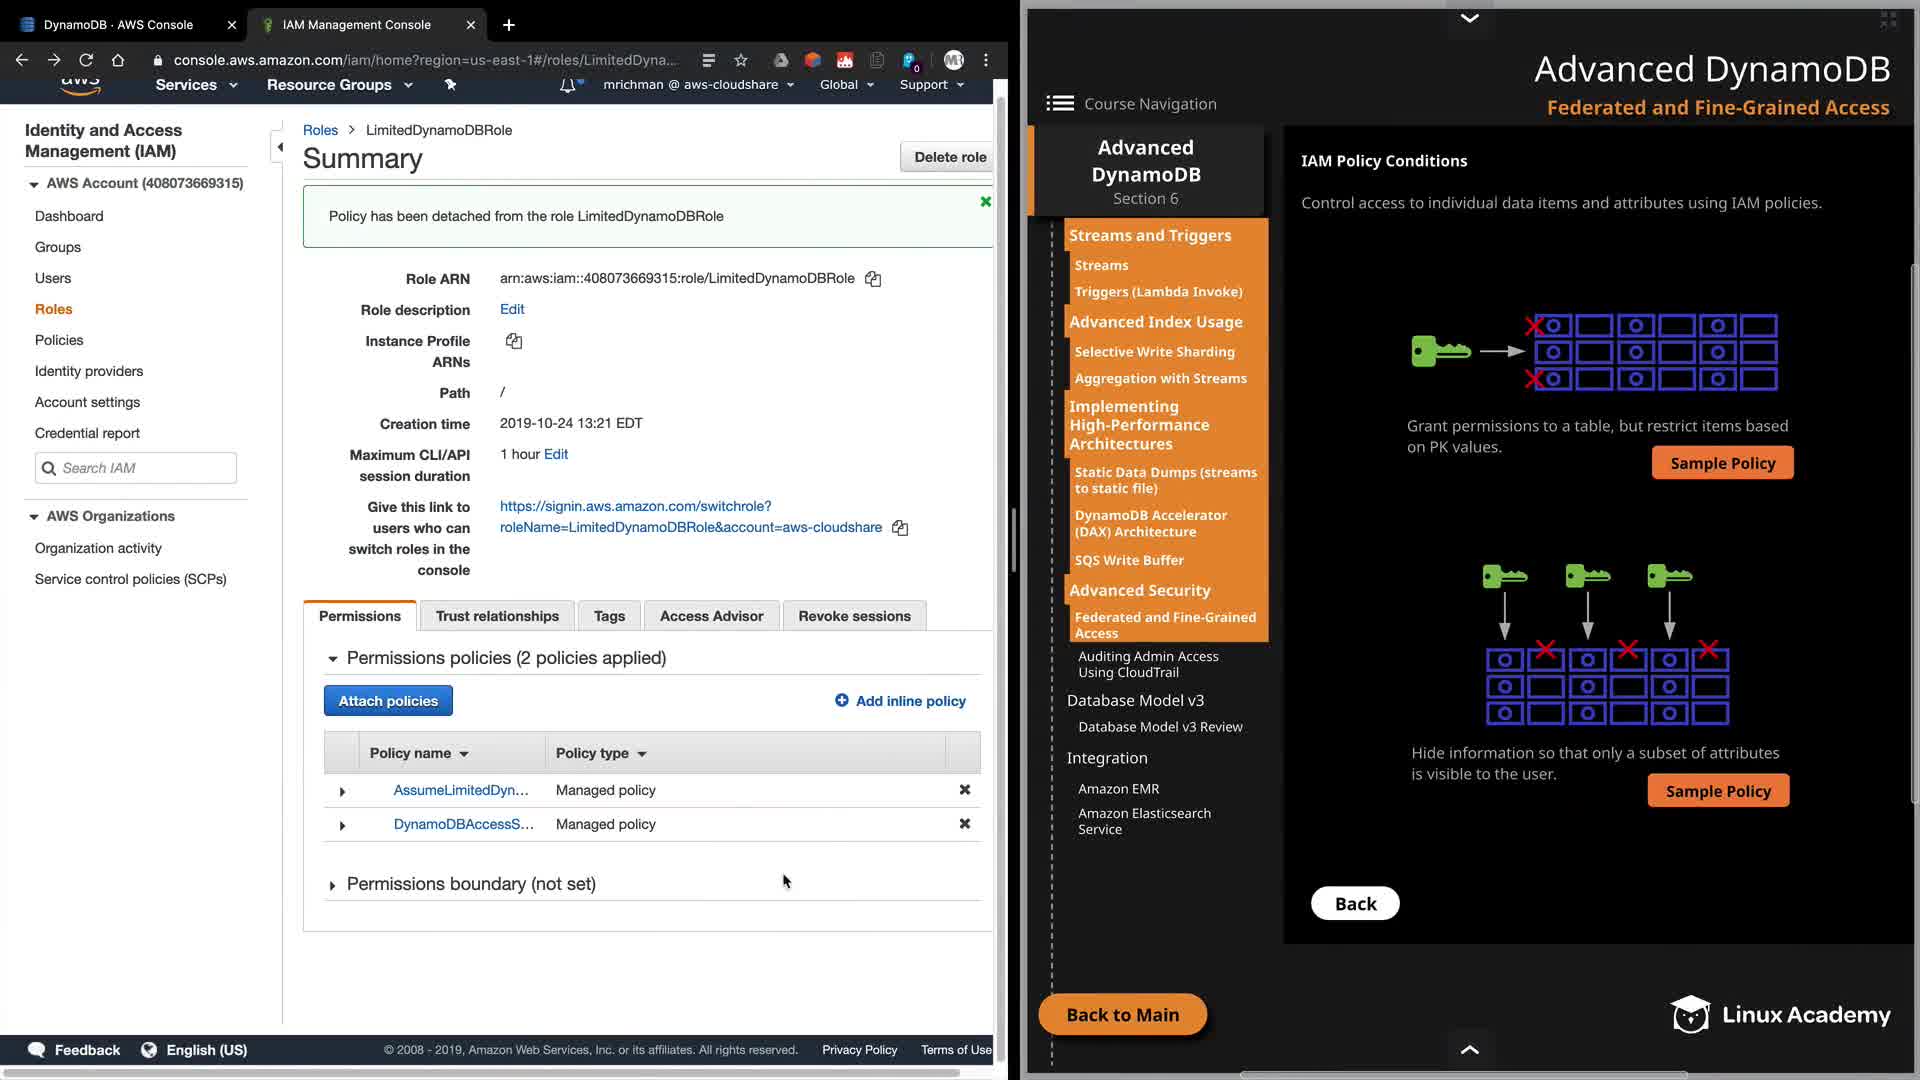 DynamoDB · AWS Console
IAM Management Console
console.aws.amazon.com/iam/home?region=us-east-1#/roles/LimitedDyna...
0
MR
aws
Services
Resource Groups
mrichman @ aws-cloudshare
Global
Support
Identity and Access
Management (IAM)
AWS Account (408073669315)
Dashboard
Groups
Users
Roles
Policies
Identity providers
Account settings
Credential report
Search IAM
AWS Organizations
Organization activity
Service control policies (SCPs)
Roles > LimitedDynamoDBRole
Summary
Delete role
Policy has been detached from the role LimitedDynamoDBRole
Role ARN
arn:aws:iam::408073669315:role/LimitedDynamoDBRole
Role description
Edit
Instance Profile
ARNs
Path
/
Creation time
2019-10-24 13:21 EDT
Maximum CLI/API
session duration
1 hour Edit
Give this link to
users who can
switch roles in the
console
https://signin.aws.amazon.com/switchrole?
roleName=LimitedDynamoDBRole&account=aws-cloudshare
Permissions
Trust relationships
Tags
Access Advisor
Revoke sessions
Permissions policies (2 policies applied)
Attach policies
Add inline policy
Policy name
Policy type
AssumeLimitedDyn...
Managed policy
DynamoDBAccessS...
Managed policy
Permissions boundary (not set)
Feedback
English (US)
© 2008 - 2019, Amazon Web Services, Inc. or its affiliates. All rights reserved.
Privacy Policy
Terms of Use
Advanced DynamoDB
Federated and Fine-Grained Access
Course Navigation
Advanced
DynamoDB
Section 6
Streams and Triggers
Streams
Triggers (Lambda Invoke)
Advanced Index Usage
Selective Write Sharding
Aggregation with Streams
Implementing
High-Performance
Architectures
Static Data Dumps (streams
to static file)
DynamoDB Accelerator
(DAX) Architecture
SQS Write Buffer
Advanced Security
Federated and Fine-Grained
Access
Auditing Admin Access
Using CloudTrail
Database Model v3
Database Model v3 Review
Integration
Amazon EMR
Amazon Elasticsearch
Service
Back to Main
IAM Policy Conditions
Control access to individual data items and attributes using IAM policies.
Grant permissions to a table, but restrict items based
on PK values.
Sample Policy
Hide information so that only a subset of attributes
is visible to the user.
Sample Policy
Back
Linux Academy